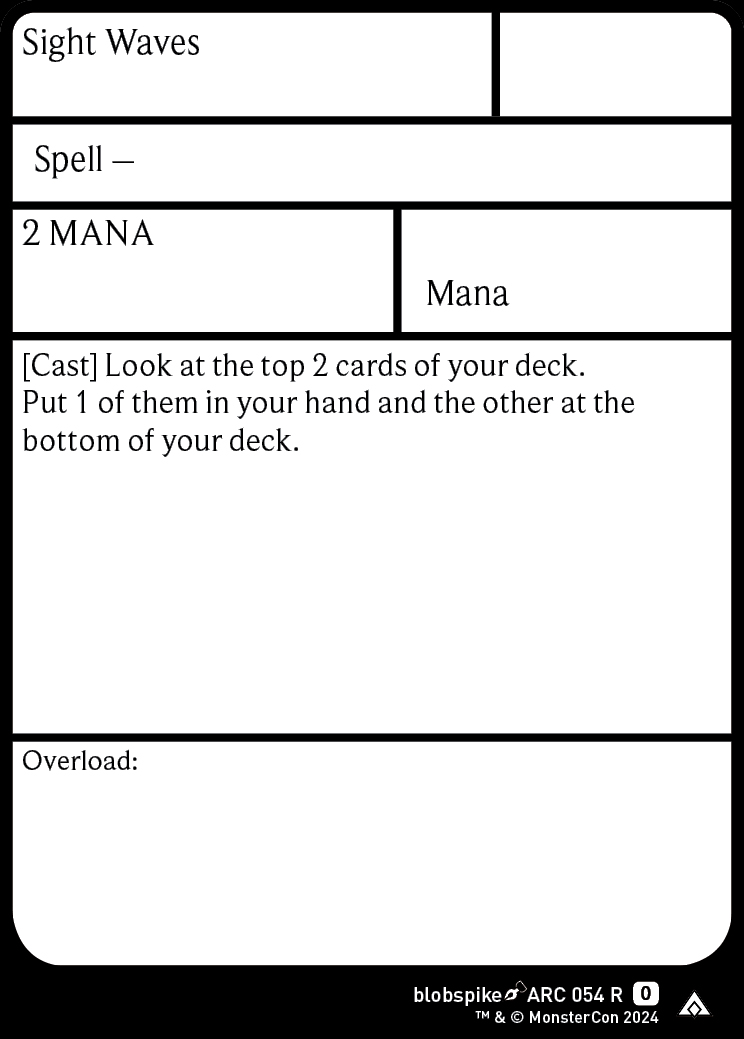 Sight Waves
Spell —
2 MANA
Mana
[Cast] Look at the top 2 cards of your deck.
Put 1 of them in your hand and the other at the
bottom of your deck.
Overload:
blobspike ARC 054 R 0
™ & © MonsterCon 2024